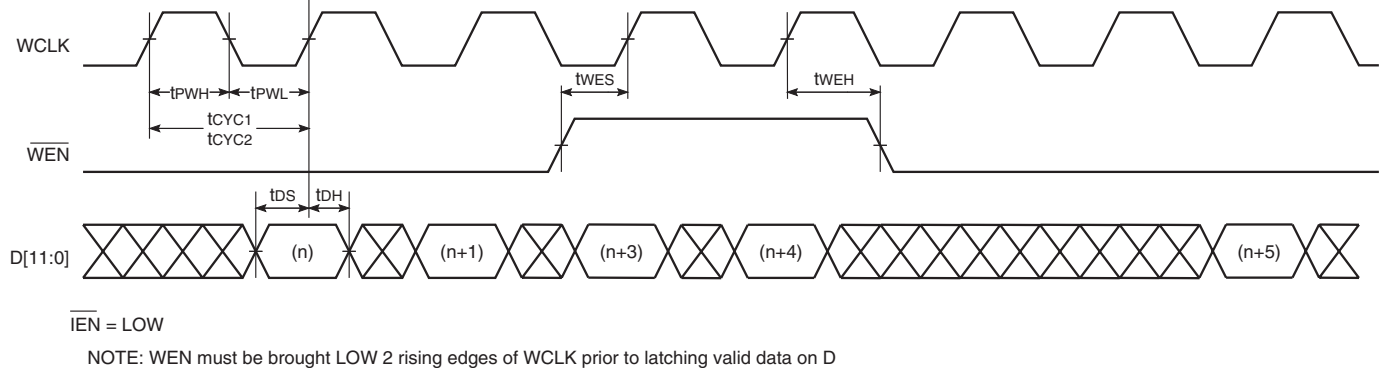 WCLK
tPWH tPWL
tWES
tWEH
tCYC1
tCYC2
WEN
tDS tDH
D[11:0] (n) (n+1) (n+3) (n+4) (n+5)
IEN = LOW
NOTE: WEN must be brought LOW 2 rising edges of WCLK prior to latching valid data on D